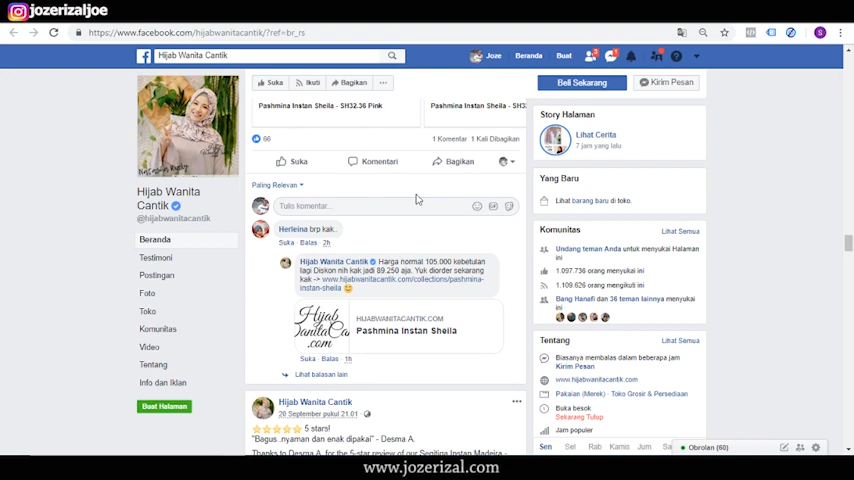 jozerizaljoe
https://www.facebook.com/hijabwanitacantik/?ref=br_rs
Hijab Wanita Cantik
Joze
Beranda
Buat
Suka
Ikuti
Bagikan
Beli Sekarang
Kirim Pesan
Hijab Wanita
Cantik
@hijabwanitacantik
Beranda
Testimoni
Postingan
Foto
Toko
Komunitas
Video
Tentang
Info dan Iklan
Buat Halaman
Pashmina Instan Sheila - SH32.36 Pink
Pashmina Instan Sheila - SH32
66
1 Komentar 1 Kali Dibagikan
Suka
Komentari
Bagikan
Paling Relevan
Tulis komentar...
Herleina brp kak..
Suka · Balas · 2h
Hijab Wanita Cantik Harga normal 105.000 kebetulan
lagi Diskon nih kak jadi 89.250 aja. Yuk diorder sekarang
kak -> www.hijabwanitacantik.com/collections/pashmina-
instan-sheila
Hijab
WanitaCan
.com
HIJABWANITACANTIK.COM
Pashmina Instan Sheila
Suka · Balas · 1h
Lihat balasan lain
Hijab Wanita Cantik
20 September pukul 21.01
5 stars!
"Bagus..nyaman dan enak dipakai" - Desma A.
Thanks to Desma A. for the 5-star review of our Segitiga Instan Madeira -
Story Halaman
Lihat Cerita
7 jam yang lalu
Yang Baru
Lihat barang baru di toko.
Komunitas
Lihat Semua
Undang teman Anda untuk menyukai Halaman
ini
1.097.736 orang menyukai ini
1.109.626 orang mengikuti ini
Bang Hanafi dan 36 teman lainnya menyukai
ini
Tentang
Lihat Semua
Biasanya membalas dalam beberapa jam
Kirim Pesan
www.hijabwanitacantik.com
Pakaian (Merek) · Toko Grosir & Persediaan
Buka besok
Sekarang Tutup
Jam populer
Sen
Sel
Rab
Kamis
Jum
Sa
Obrolan (60)
www.jozerizal.com